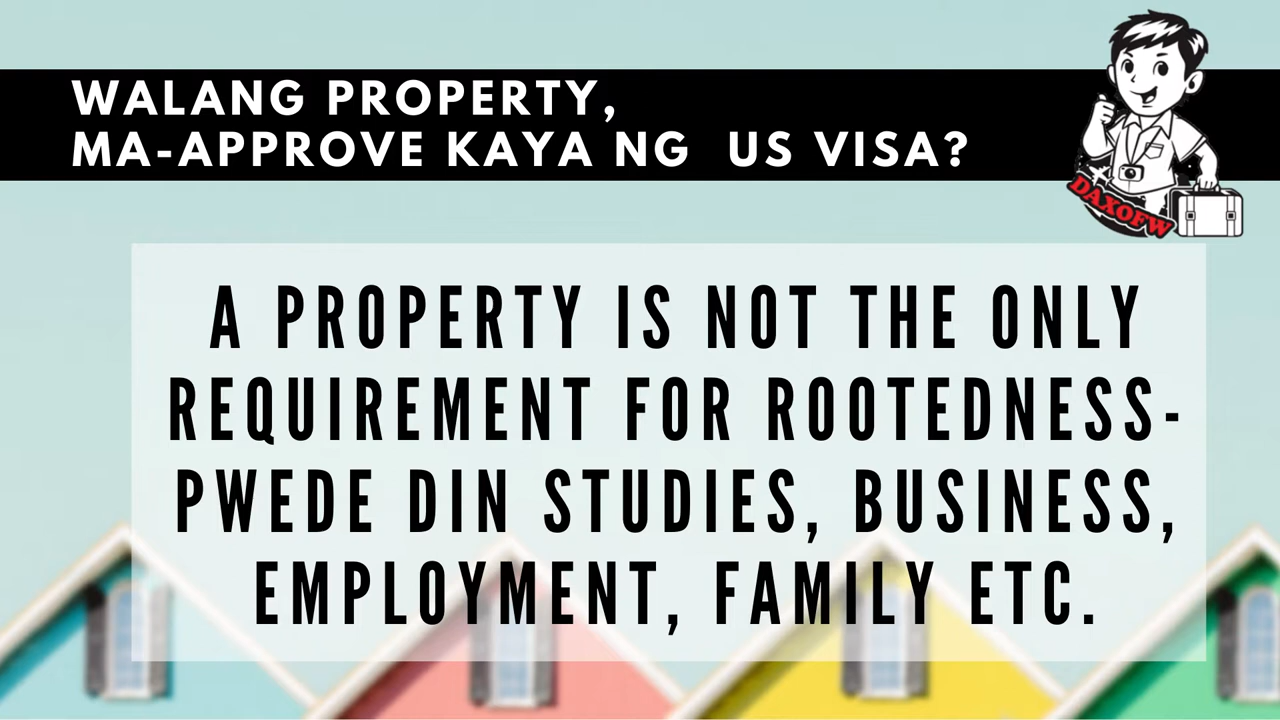 WALANG PROPERTY,
MA-APPROVE KAYA NG US VISA?
DAXOFW
A PROPERTY IS NOT THE ONLY
REQUIREMENT FOR ROOTEDNESS-
PWEDE DIN STUDIES, BUSINESS,
EMPLOYMENT, FAMILY ETC.